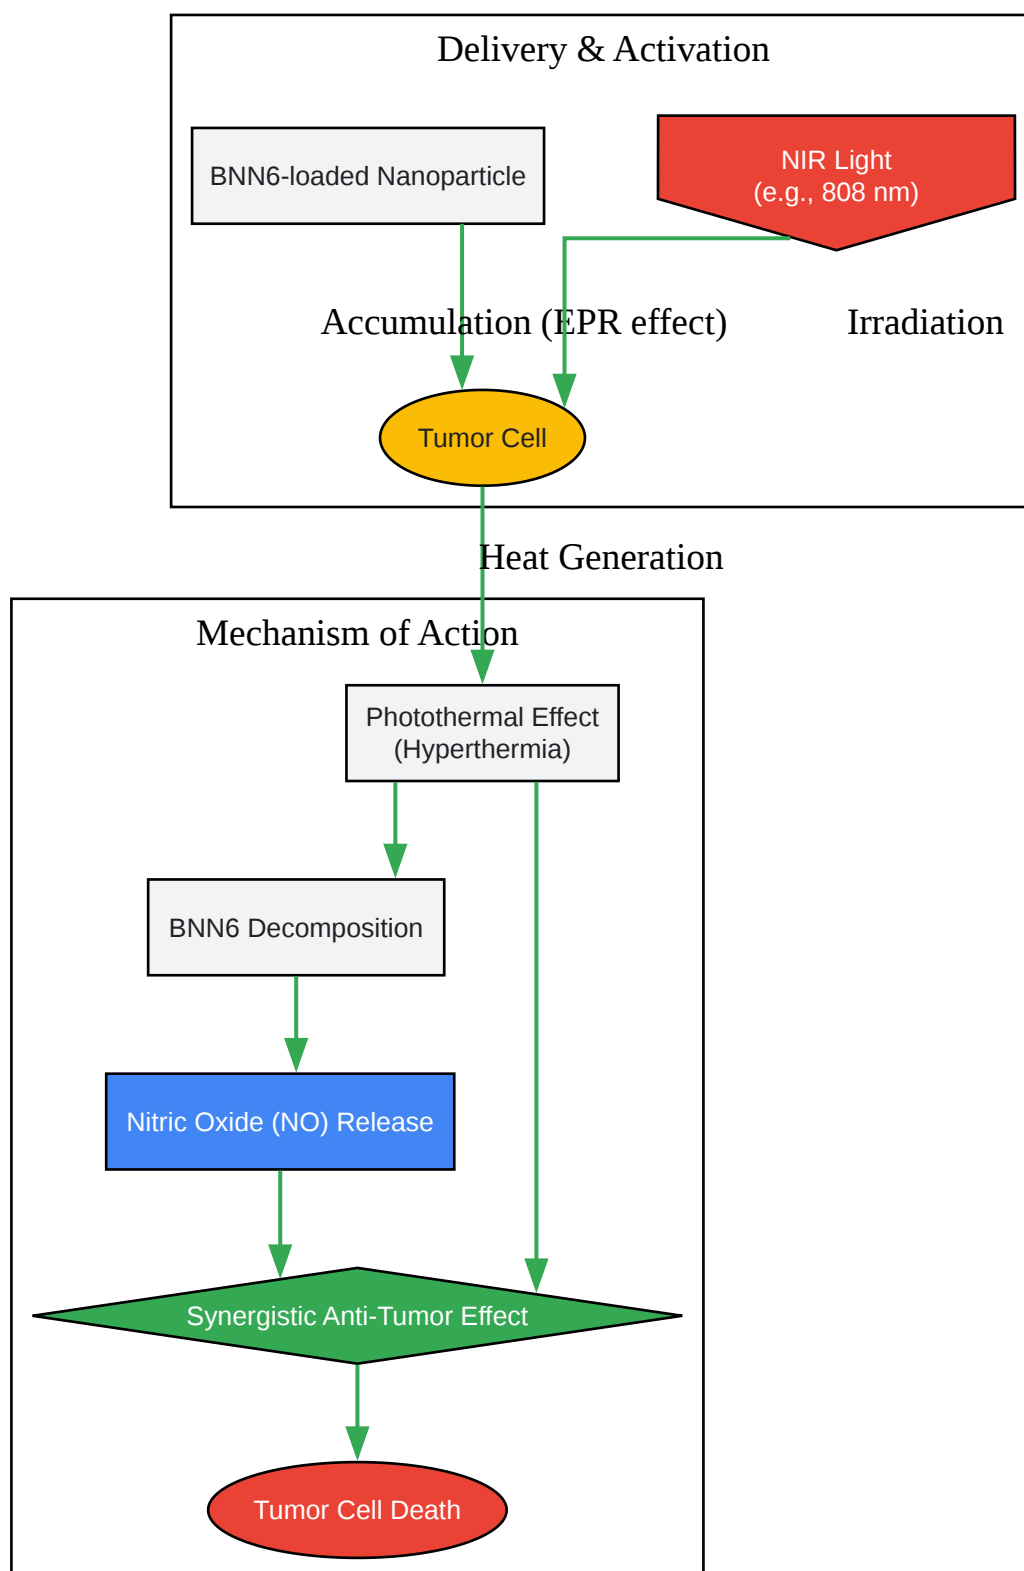 Delivery & Activation
BNN6-loaded Nanoparticle
NIR Light
(e.g., 808 nm)
Accumulation (EPR effect)
Irradiation
Tumor Cell
Heat Generation
Mechanism of Action
Photothermal Effect
(Hyperthermia)
BNN6 Decomposition
Nitric Oxide (NO) Release
Synergistic Anti-Tumor Effect
Tumor Cell Death